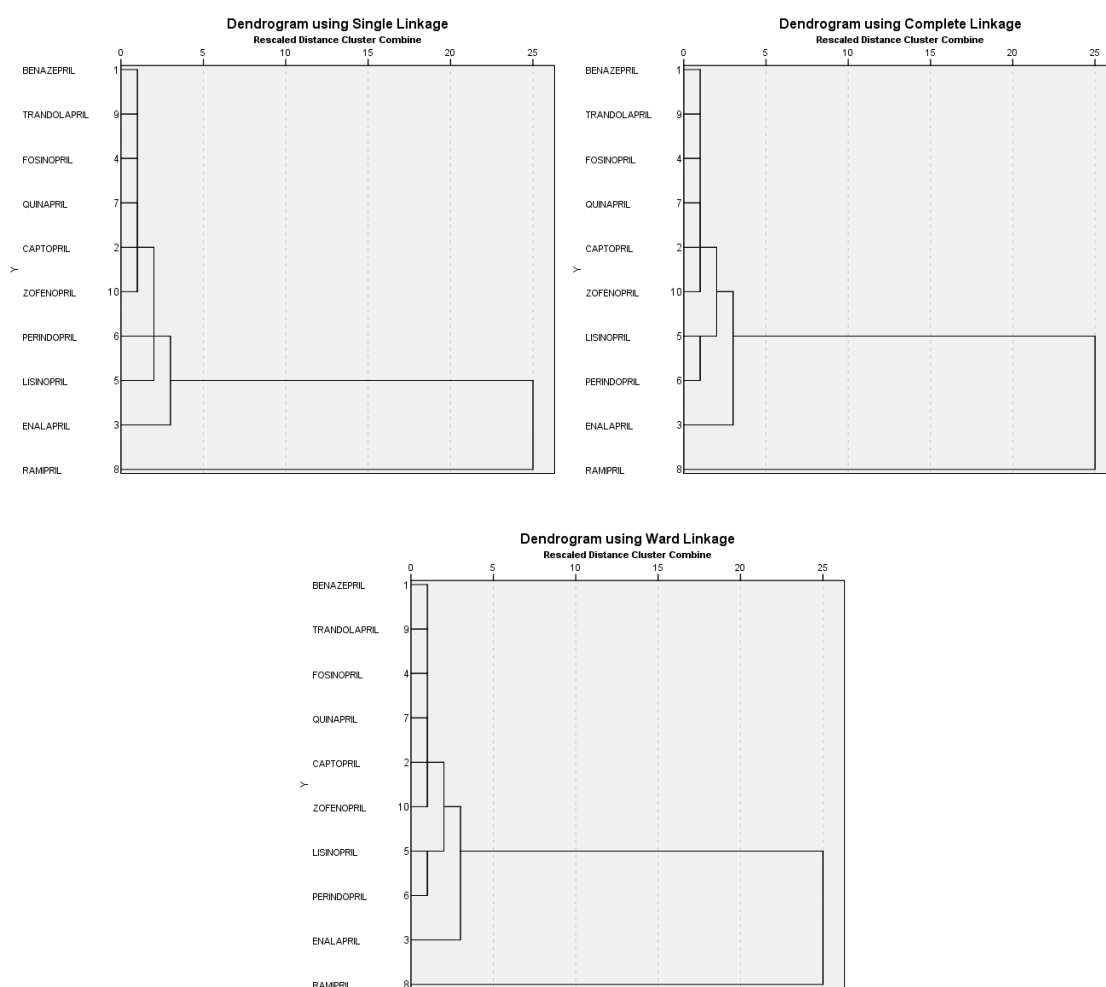 Dendrogram using Single Linkage
Rescaled Distance Cluster Combine
0 5 10 15 20 25
BENAZEPRIL 1
TRANDOLAPRIL 9
FOSINOPRIL 4
QUINAPRIL 7
CAPTOPRIL 2
Y
ZOFENOPRIL 10
PERINDOPRIL 6
LISINOPRIL 5
ENALAPRIL 3
RAMIPRIL 8
Dendrogram using Complete Linkage
Rescaled Distance Cluster Combine
0 5 10 15 20 25
BENAZEPRIL 1
TRANDOLAPRIL 9
FOSINOPRIL 4
QUINAPRIL 7
CAPTOPRIL 2
Y
ZOFENOPRIL 10
LISINOPRIL 5
PERINDOPRIL 6
ENALAPRIL 3
RAMIPRIL 8
Dendrogram using Ward Linkage
Rescaled Distance Cluster Combine
0 5 10 15 20 25
BENAZEPRIL 1
TRANDOLAPRIL 9
FOSINOPRIL 4
QUINAPRIL 7
CAPTOPRIL 2
Y
ZOFENOPRIL 10
LISINOPRIL 5
PERINDOPRIL 6
ENALAPRIL 3
RAMIPRIL 8